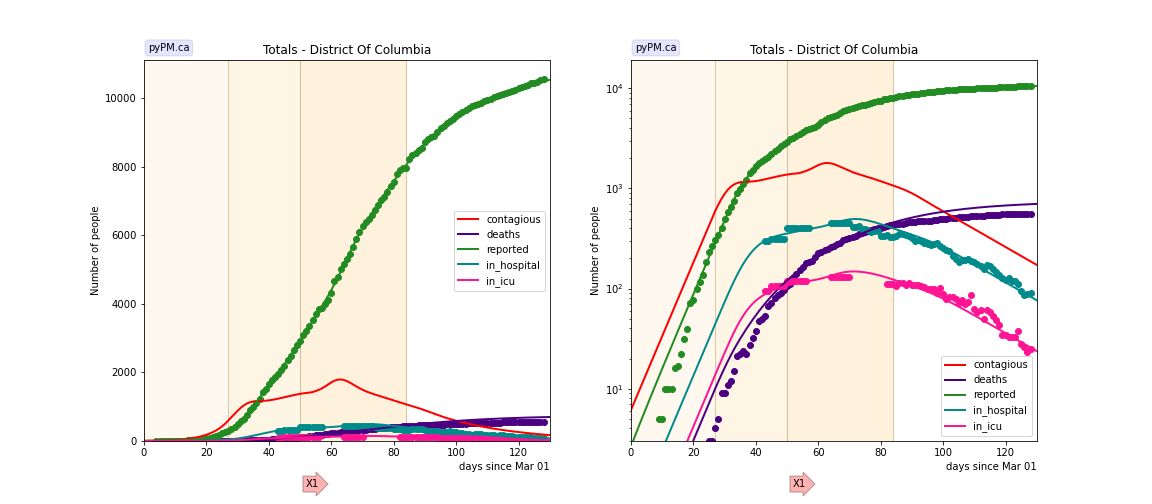 pyPM.ca
Totals - District Of Columbia
Number of people
10000
8000
6000
4000
2000
0
contagious
deaths
reported
in_hospital
in_icu
0 20 40 60 80 100 120
days since Mar 01
X1
pyPM.ca
Totals - District Of Columbia
Number of people
10^4
10^3
10^2
10^1
contagious
deaths
reported
in_hospital
in_icu
0 20 40 60 80 100 120
days since Mar 01
X1